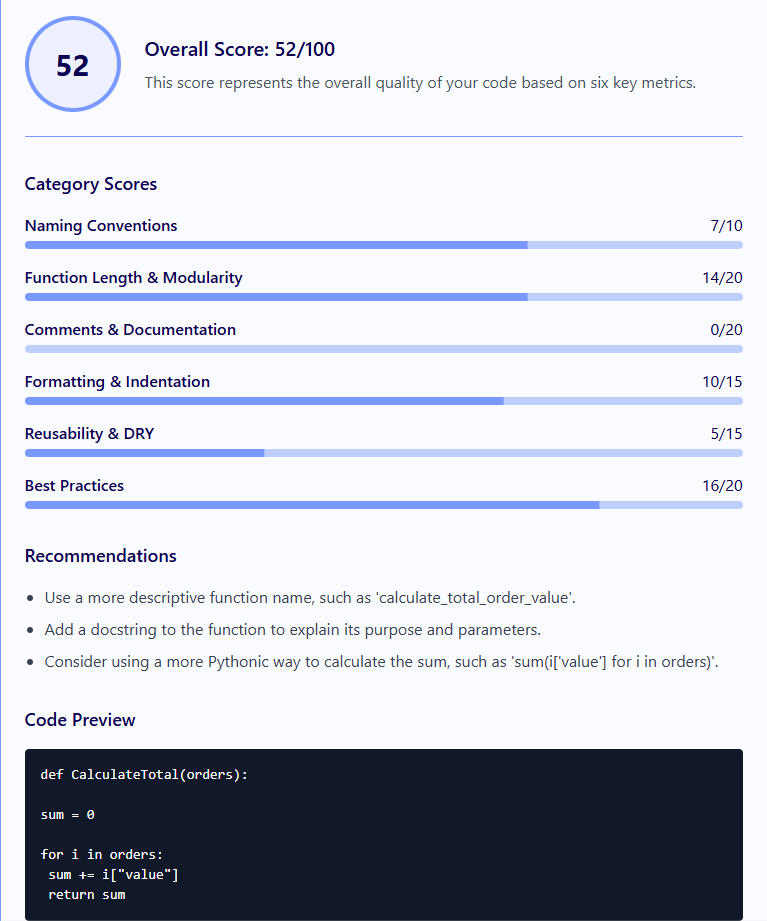 52
Overall Score: 52/100
This score represents the overall quality of your code based on six key metrics.
Category Scores
Naming Conventions 7/10
Function Length & Modularity 14/20
Comments & Documentation 0/20
Formatting & Indentation 10/15
Reusability & DRY 5/15
Best Practices 16/20
Recommendations
• Use a more descriptive function name, such as 'calculate_total_order_value'.
• Add a docstring to the function to explain its purpose and parameters.
• Consider using a more Pythonic way to calculate the sum, such as 'sum(i['value'] for i in orders)'.
Code Preview
def CalculateTotal(orders):
sum = 0
for i in orders:
 sum += i["value"]
 return sum